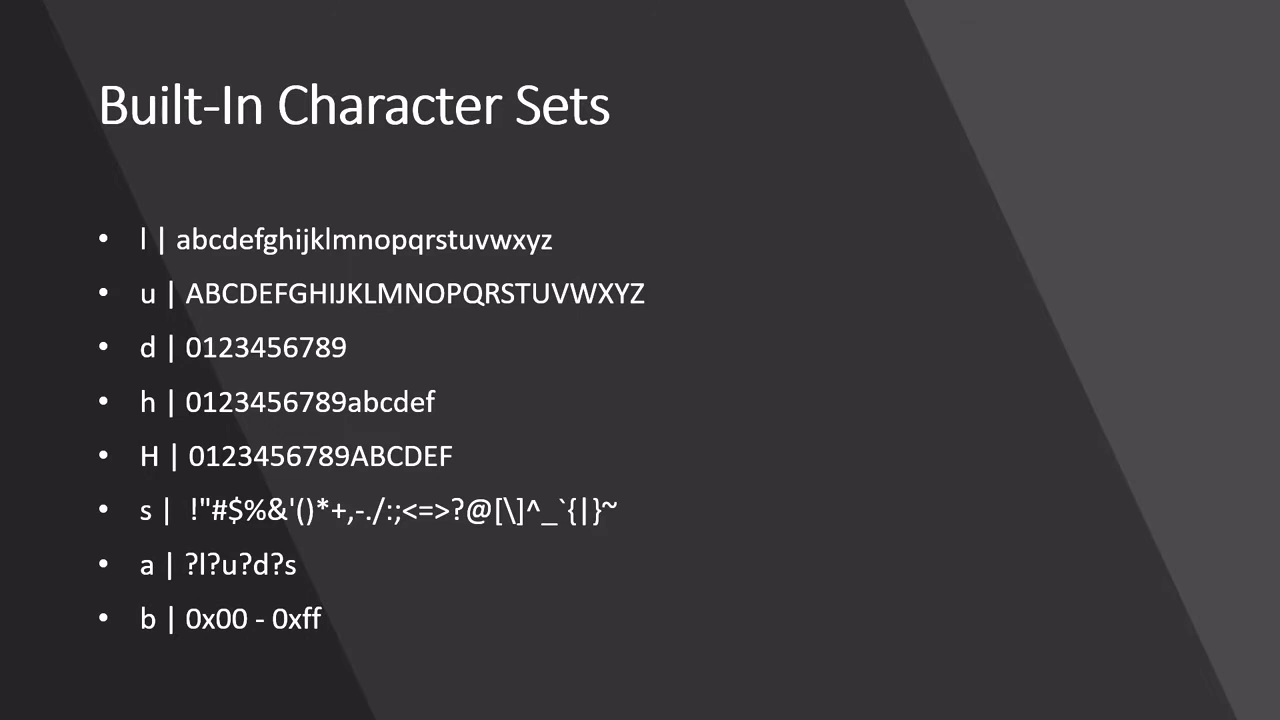 Built-In Character Sets
• l | abcdefghijklmnopqrstuvwxyz
• u | ABCDEFGHIJKLMNOPQRSTUVWXYZ
• d | 0123456789
• h | 0123456789abcdef
• H | 0123456789ABCDEF
• s |  !"#$%&'()*+,-./:;<=>?@[\]^_`{|}~
• a | ?l?u?d?s
• b | 0x00 - 0xff